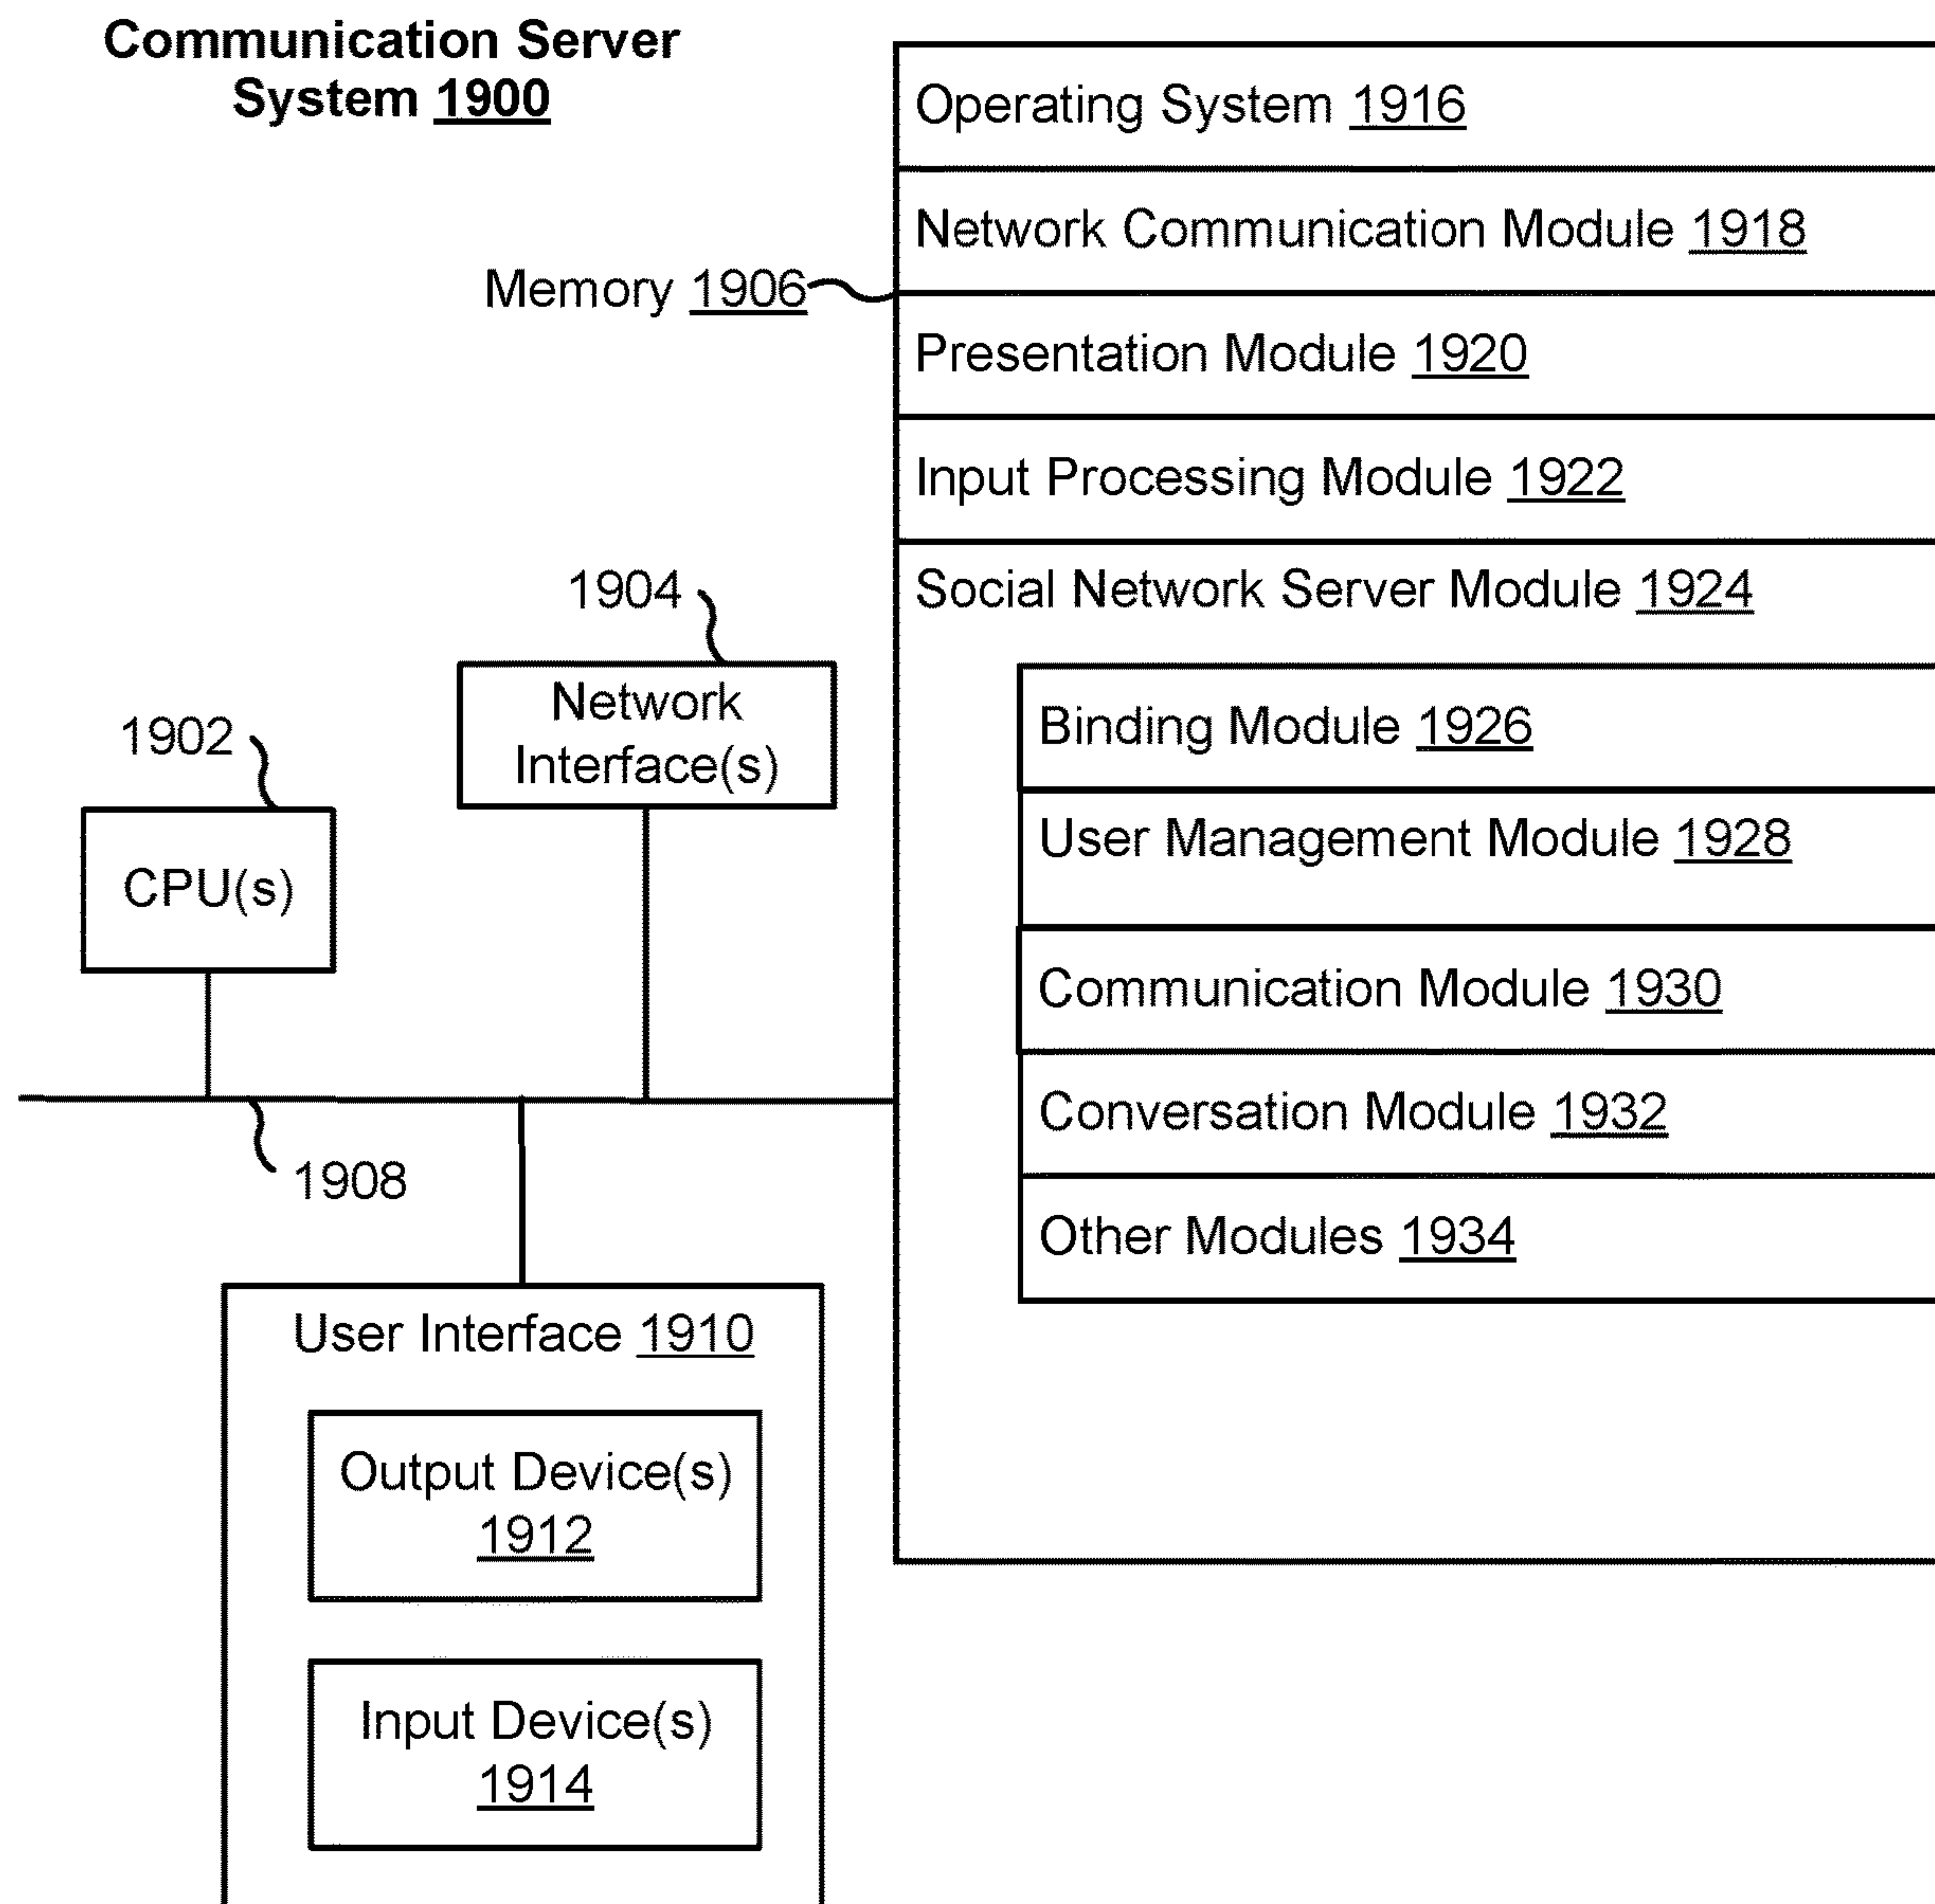 Communication Server
System 1900
Operating System 1916
Network Communication Module 1918
Memory 1906
Presentation Module 1920
Input Processing Module 1922
Social Network Server Module 1924
1904
Network
Interface(s)
1902
CPU(s)
Binding Module 1926
User Management Module 1928
Communication Module 1930
Conversation Module 1932
Other Modules 1934
1908
User Interface 1910
Output Device(s)
1912
Input Device(s)
1914